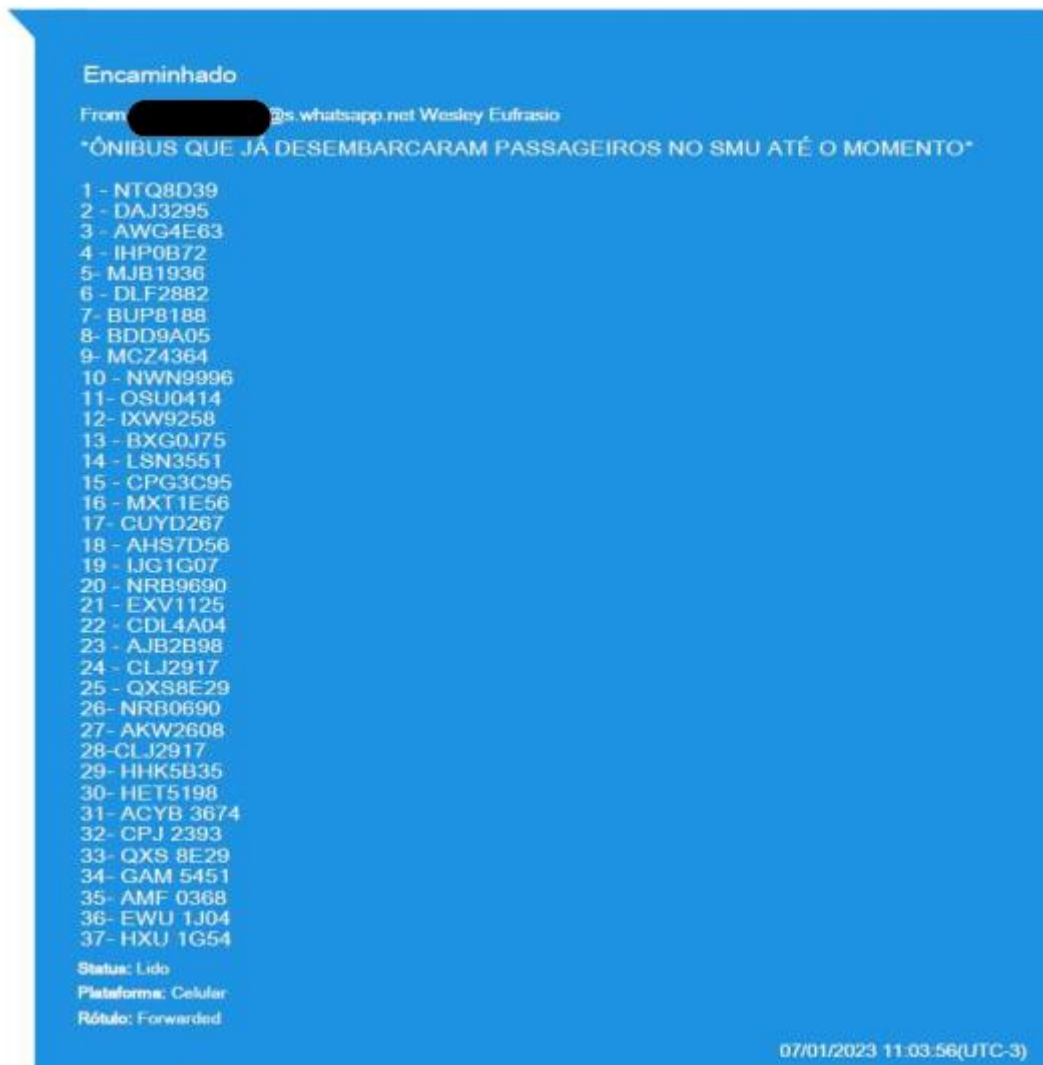 Encaminhado
From @s.whatsapp.net Wesley Eufrasio
*ÔNIBUS QUE JÁ DESEMBARCARAM PASSAGEIROS NO SMU ATÉ O MOMENTO*
1 - NTQ8D39
2 - DAJ3295
3 - AWG4E63
4 - IHP0B72
5- MJB1936
6 - DLF2882
7- BUP8188
8- BDD9A05
9- MCZ4364
10 - NWN9996
11- OSU0414
12- IXW9258
13 - BXG0J75
14 - LSN3551
15 - CPG3C95
16 - MXT1E56
17- CUYD267
18 - AHS7D56
19 - IJG1G07
20 - NRB9690
21 - EXV1125
22 - CDL4A04
23 - AJB2B98
24 - CLJ2917
25 - QXS8E29
26- NRB0690
27- AKW2608
28-CLJ2917
29- HHK5B35
30- HET5198
31- ACYB 3674
32- CPJ 2393
33- QXS 8E29
34- GAM 5451
35- AMF 0368
36- EWU 1J04
37- HXU 1G54
Status: Lido
Plataforma: Celular
Rótulo: Forwarded
07/01/2023 11:03:56(UTC-3)